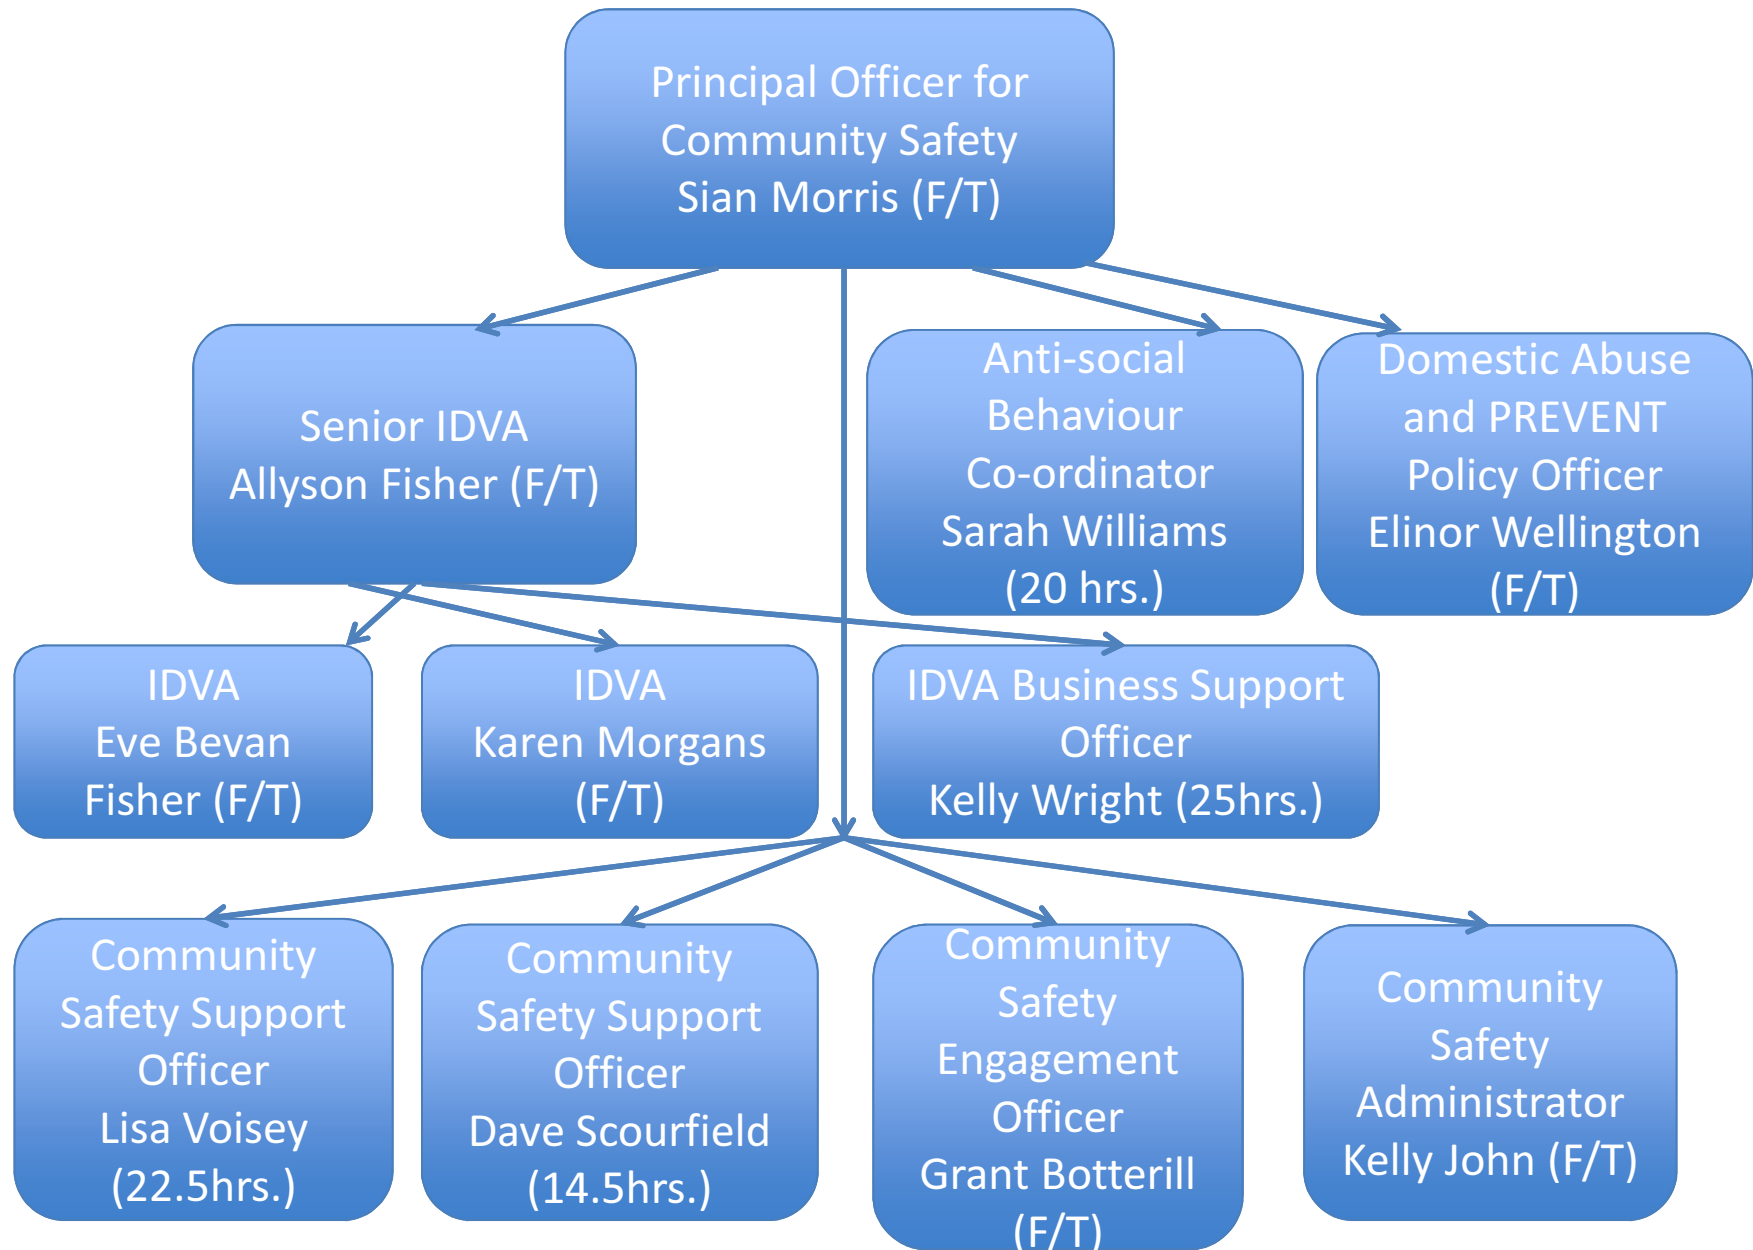 Principal Officer for
Community Safety
Sian Morris (F/T)
Senior IDVA
Allyson Fisher (F/T)
Anti-social
Behaviour
Co-ordinator
Sarah Williams
(20 hrs.)
Domestic Abuse
and PREVENT
Policy Officer
Elinor Wellington
(F/T)
IDVA
Eve Bevan
Fisher (F/T)
IDVA
Karen Morgans
(F/T)
IDVA Business Support
Officer
Kelly Wright (25hrs.)
Community
Safety Support
Officer
Lisa Voisey
(22.5hrs.)
Community
Safety Support
Officer
Dave Scourfield
(14.5hrs.)
Community
Safety
Engagement
Officer
Grant Botterill
(F/T)
Community
Safety
Administrator
Kelly John (F/T)